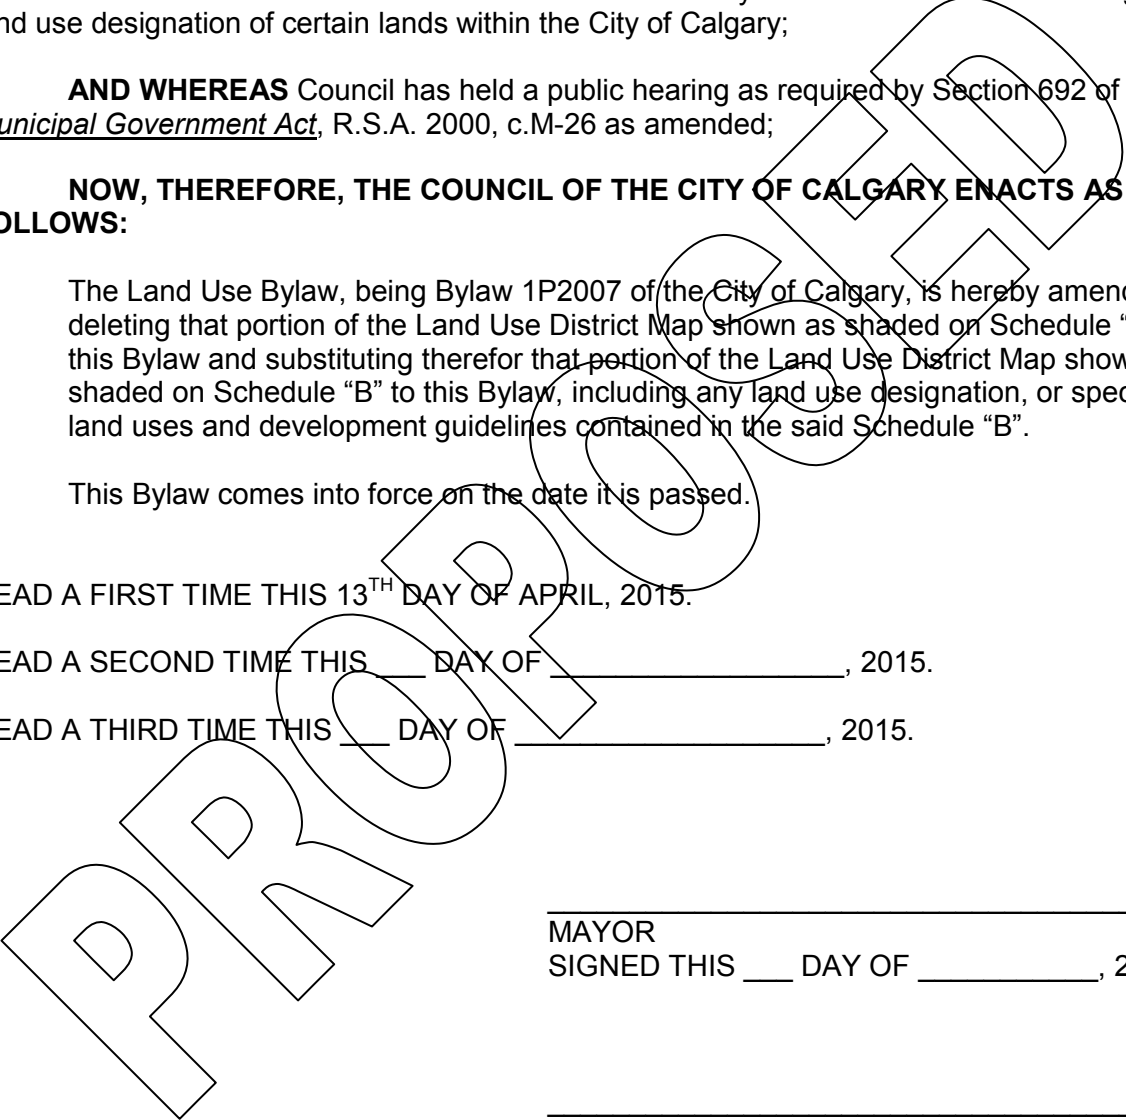 nd use designation of certain lands within the City of Calgary;
AND WHEREAS Council has held a public hearing as required by Section 692 of
unicipal Government Act, R.S.A. 2000, c.M-26 as amended;
NOW, THEREFORE, THE COUNCIL OF THE CITY OF CALGARY ENACTS AS
OLLOWS:
The Land Use Bylaw, being Bylaw 1P2007 of the City of Calgary, is hereby amend
deleting that portion of the Land Use District Map shown as shaded on Schedule “
this Bylaw and substituting therefor that portion of the Land Use District Map show
shaded on Schedule “B” to this Bylaw, including any land use designation, or spec
land uses and development guidelines contained in the said Schedule “B”.
This Bylaw comes into force on the date it is passed.
EAD A FIRST TIME THIS 13TH DAY OF APRIL, 2015.
EAD A SECOND TIME THIS ___ DAY OF __________________, 2015.
EAD A THIRD TIME THIS ___ DAY OF ___________________, 2015.
MAYOR
SIGNED THIS ___ DAY OF ___________, 2
PROPOSED